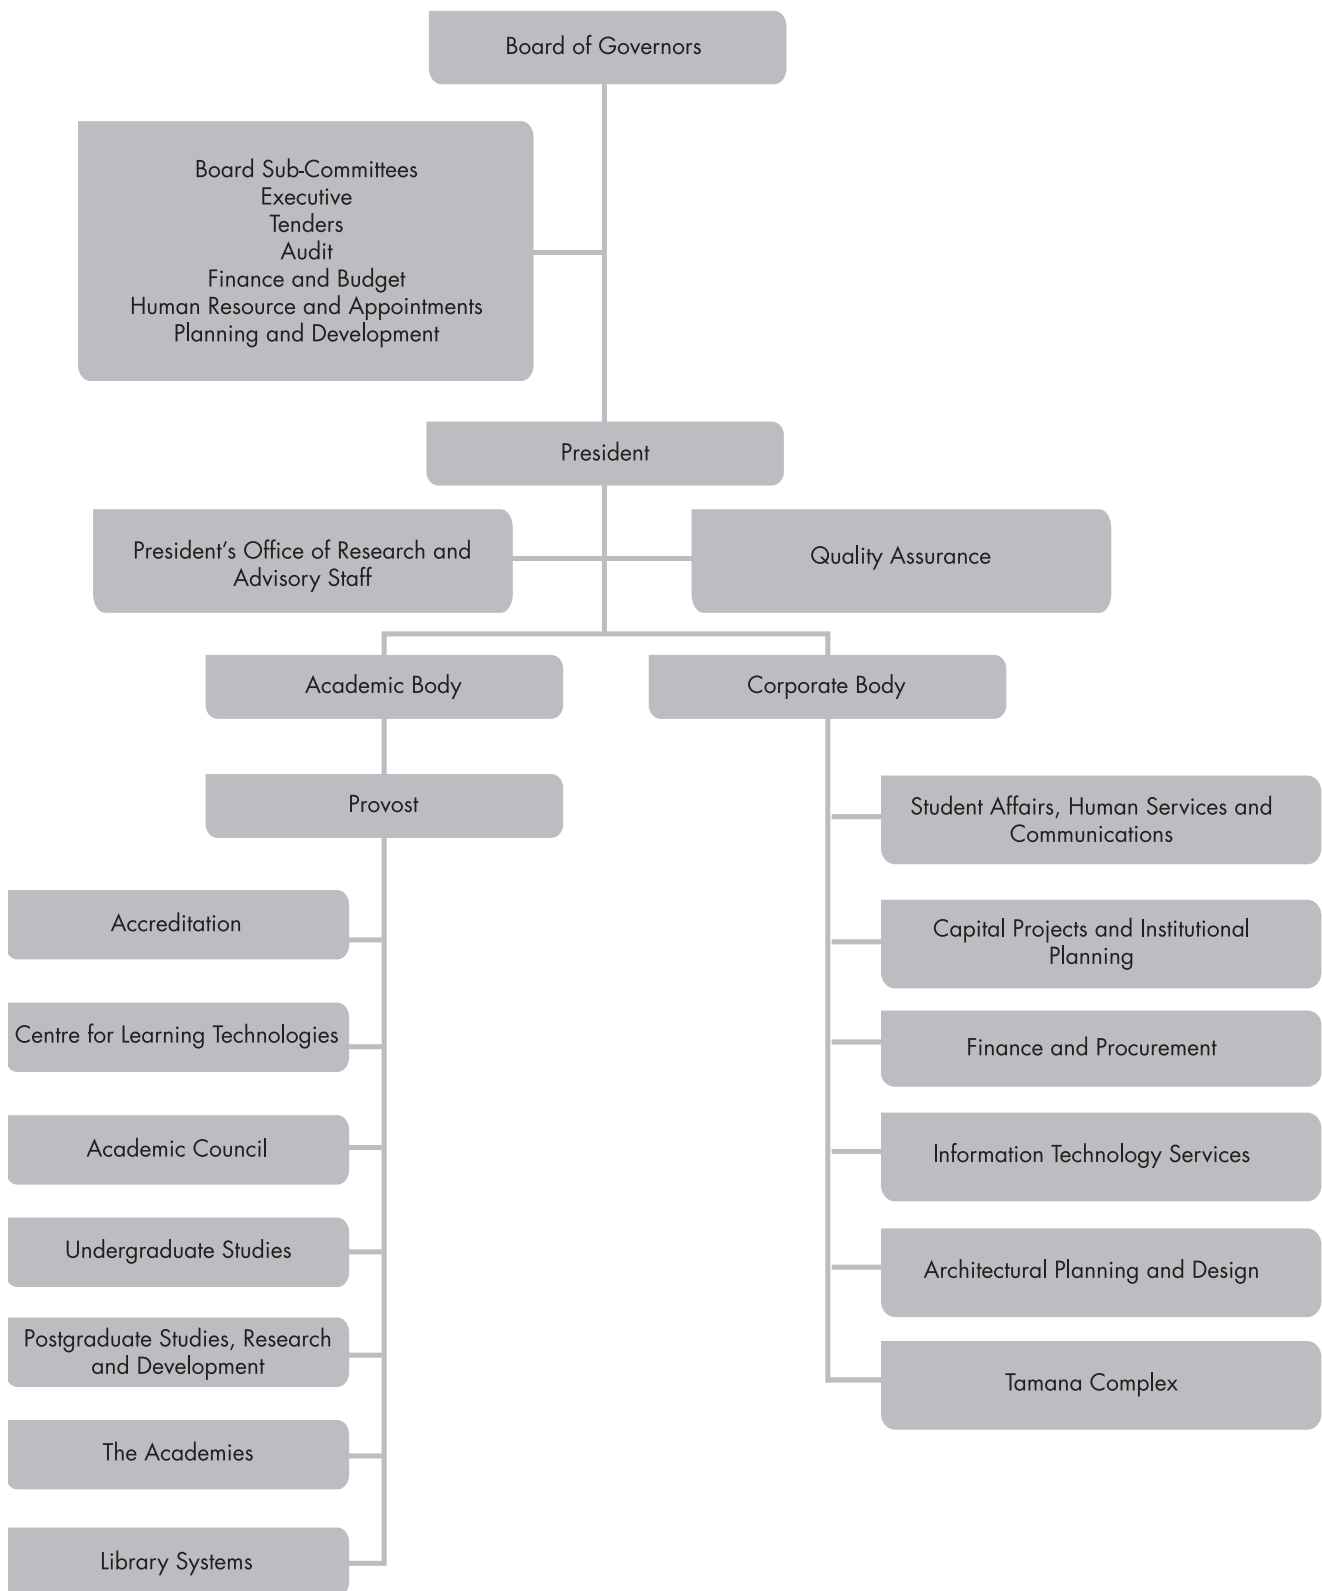 Board of Governors
Board Sub-Committees
Executive
Tenders
Audit
Finance and Budget
Human Resource and Appointments
Planning and Development
President
President’s Office of Research and
Advisory Staff
Quality Assurance
Academic Body
Corporate Body
Provost
Student Affairs, Human Services and
Communications
Accreditation
Capital Projects and Institutional
Planning
Centre for Learning Technologies
Finance and Procurement
Academic Council
Information Technology Services
Undergraduate Studies
Architectural Planning and Design
Postgraduate Studies, Research
and Development
Tamana Complex
The Academies
Library Systems